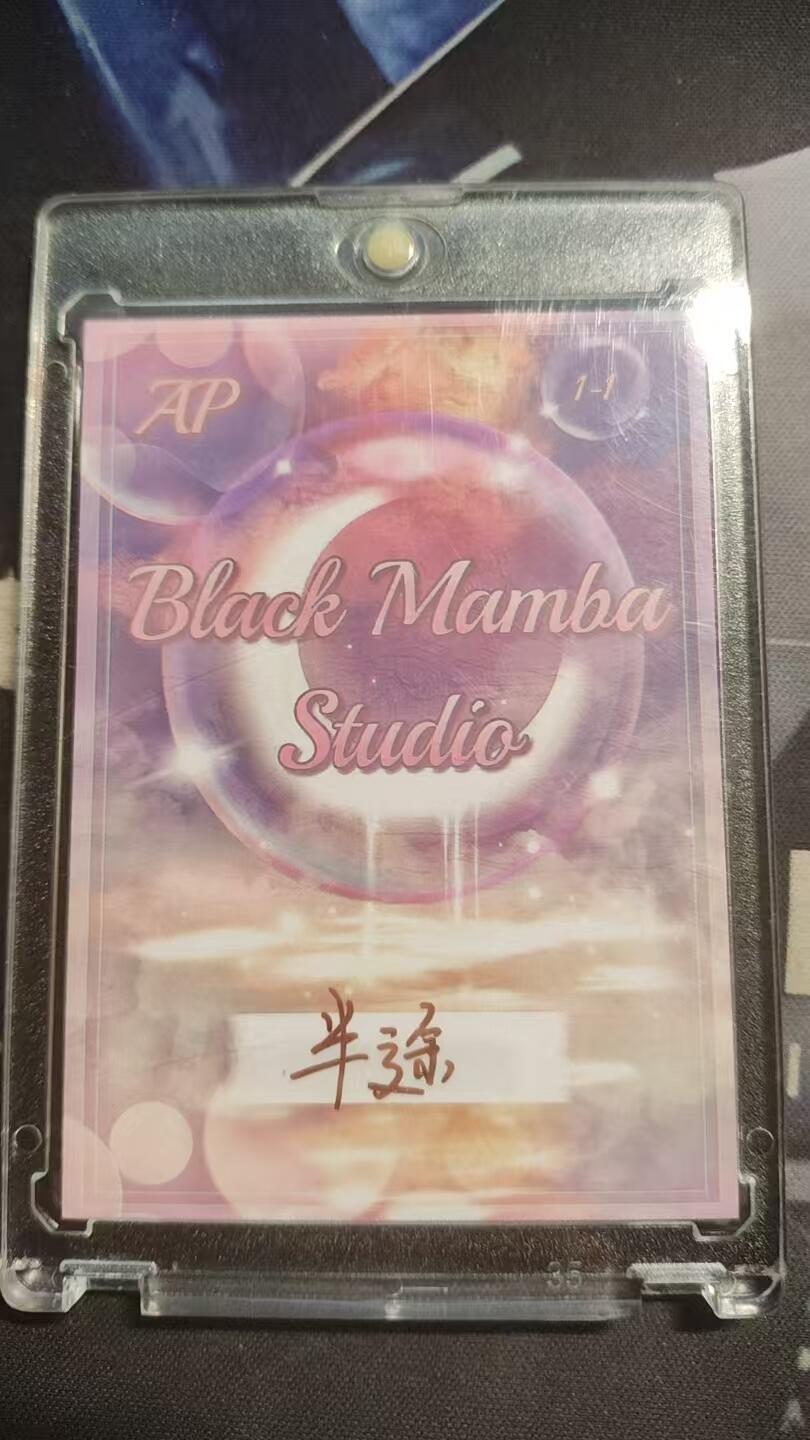 AP
1-1
Black Mamba
Studio
半途
35